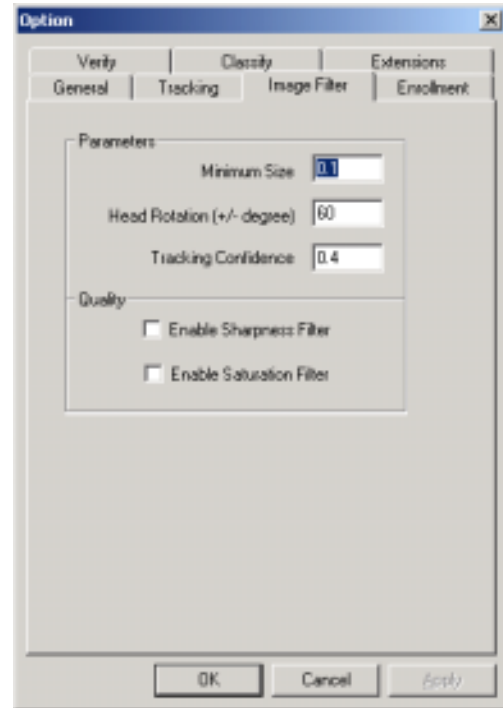 Option
Verify Classify Extensions
General Tracking Image Filter Enrollment
Parameters
Minimum Size 0.1
Head Rotation (+/- degree) 60
Tracking Confidence 0.4
Quality
Enable Sharpness Filter
Enable Saturation Filter
OK Cancel Apply